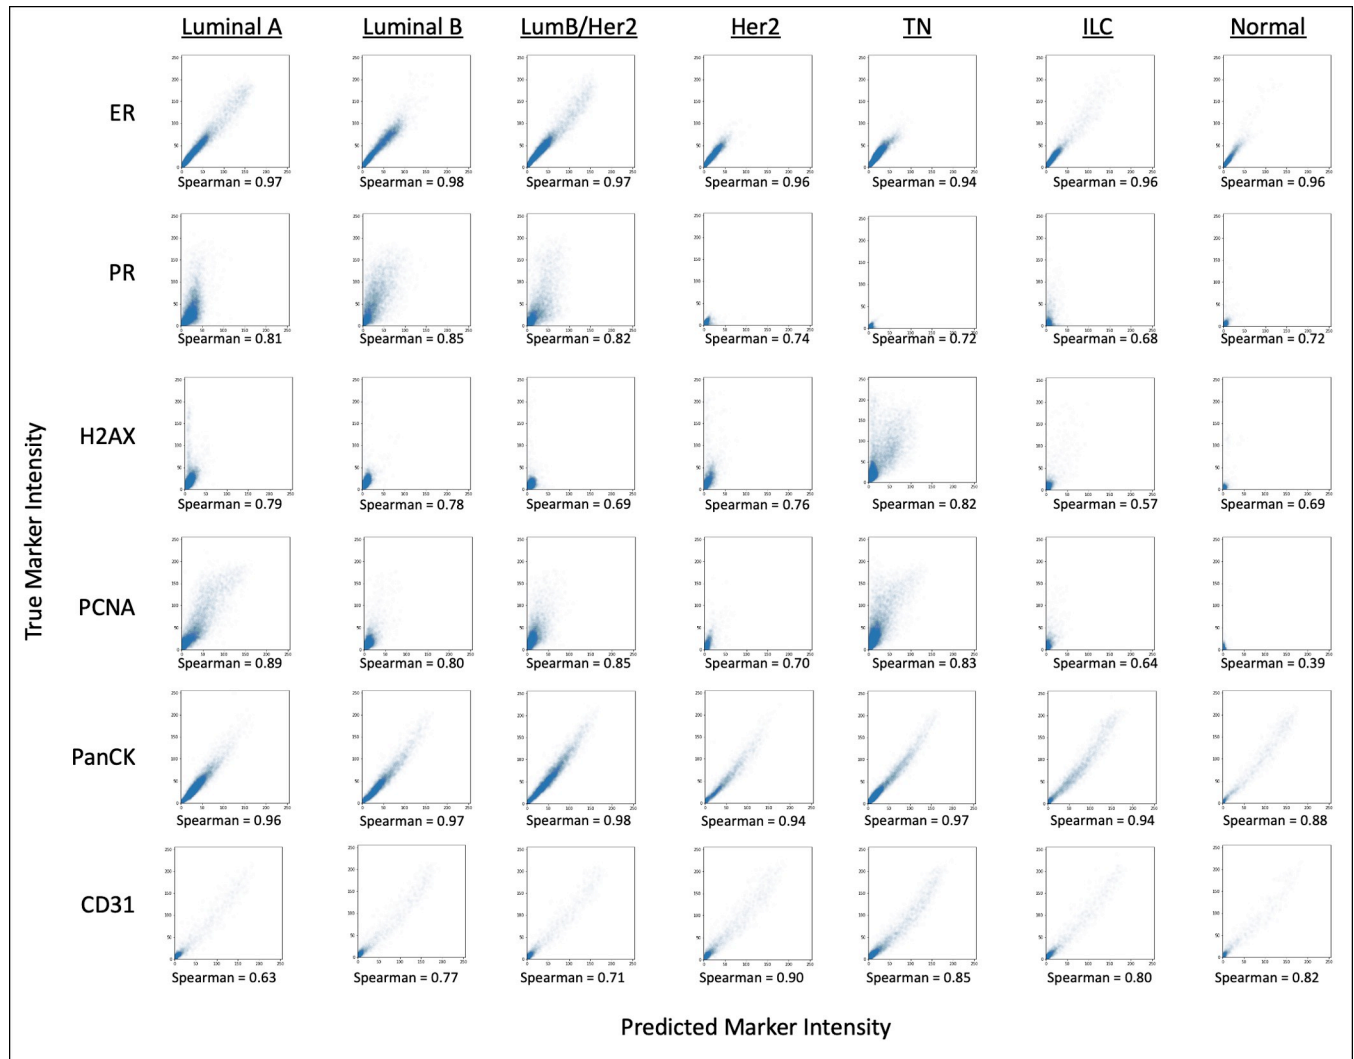 Luminal A Luminal B LumB/Her2 Her2 TN ILC Normal
ER
Spearman = 0.97 Spearman = 0.98 Spearman = 0.97 Spearman = 0.96 Spearman = 0.94 Spearman = 0.96 Spearman = 0.96
PR
Spearman = 0.81 Spearman = 0.85 Spearman = 0.82 Spearman = 0.74 Spearman = 0.72 Spearman = 0.68 Spearman = 0.72
H2AX
Spearman = 0.79 Spearman = 0.78 Spearman = 0.69 Spearman = 0.76 Spearman = 0.82 Spearman = 0.57 Spearman = 0.69
True Marker Intensity
PCNA
Spearman = 0.89 Spearman = 0.80 Spearman = 0.85 Spearman = 0.70 Spearman = 0.83 Spearman = 0.64 Spearman = 0.39
PanCK
Spearman = 0.96 Spearman = 0.97 Spearman = 0.98 Spearman = 0.94 Spearman = 0.97 Spearman = 0.94 Spearman = 0.88
CD31
Spearman = 0.63 Spearman = 0.77 Spearman = 0.71 Spearman = 0.90 Spearman = 0.85 Spearman = 0.80 Spearman = 0.82
Predicted Marker Intensity